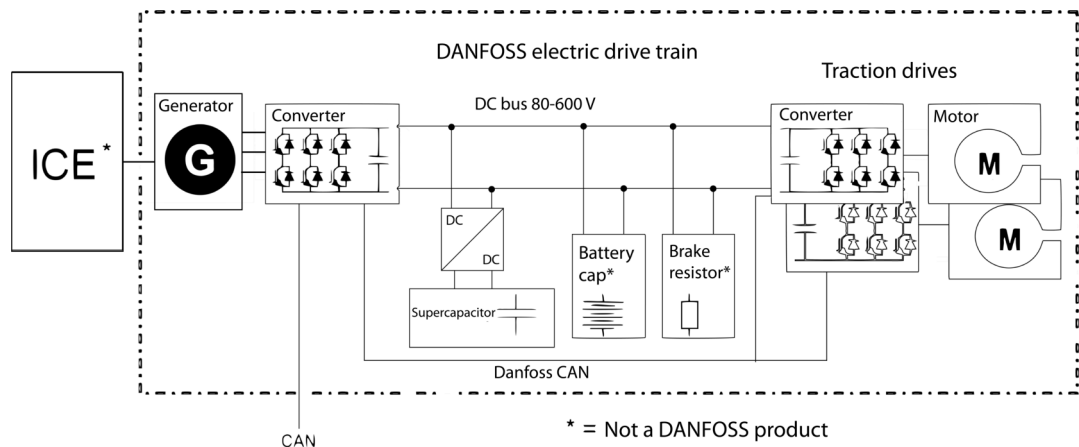 DANFOSS electric drive train
Traction drives
DC bus 80-600 V
Generator
Converter
Converter
Motor
ICE*
G
M
M
DC
DC
Battery
cap*
Brake
resistor*
Supercapacitor
Danfoss CAN
CAN
* = Not a DANFOSS product